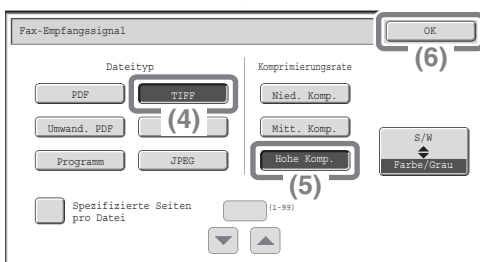 Fax-Empfangssignal
OK
(6)
Dateityp
Komprimierungsrate
PDF
TIFF
Nied. Komp.
Umwand. PDF
(4)
Mitt. Komp.
S/W
Farbe/Grau
Programm
JPEG
Hohe Komp.
(5)
Spezifizierte Seiten
pro Datei
(1-99)